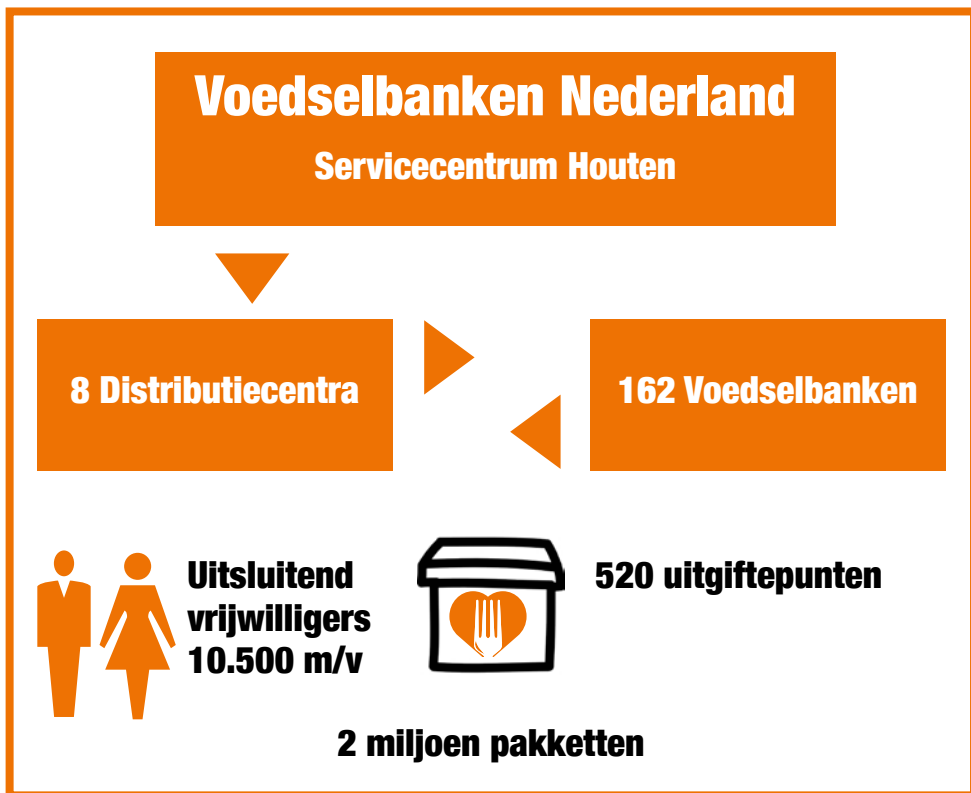 Voedselbanken Nederland
Servicecentrum Houten
8 Distributiecentra
162 Voedselbanken
Uitsluitend
vrijwilligers
10.500 m/v
520 uitgiftepunten
2 miljoen pakketten